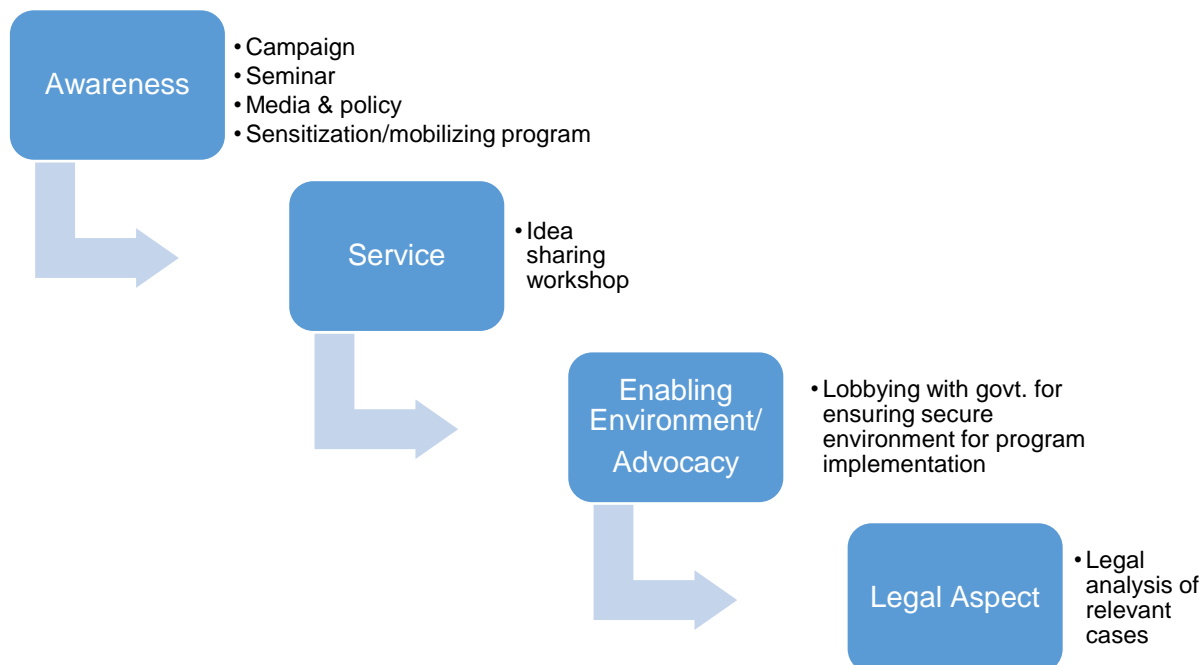 Awareness
• Campaign
• Seminar
• Media & policy
• Sensitization/mobilizing program
Service
• Idea
sharing
workshop
Enabling
Environment/
Advocacy
• Lobbying with govt. for
ensuring secure
environment for program
implementation
Legal Aspect
• Legal
analysis of
relevant
cases